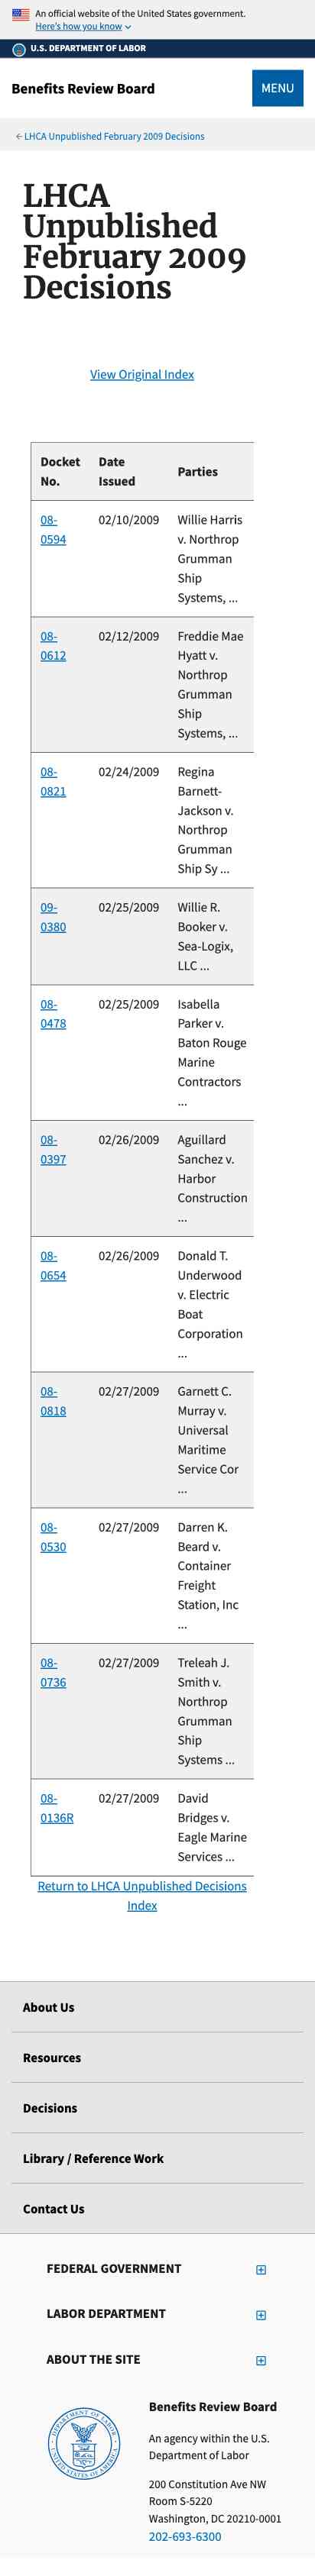 An official website of the United States government.
Here's how you know
U.S. DEPARTMENT OF LABOR
Benefits Review Board
MENU
LHCA Unpublished February 2009 Decisions
LHCA
Unpublished
February 2009
Decisions
View Original Index
Docket No. Date Issued Parties
08-0594 02/10/2009 Willie Harris v. Northrop Grumman Ship Systems, ...
08-0612 02/12/2009 Freddie Mae Hyatt v. Northrop Grumman Ship Systems, ...
08-0821 02/24/2009 Regina Barnett-Jackson v. Northrop Grumman Ship Sy ...
09-0380 02/25/2009 Willie R. Booker v. Sea-Logix, LLC ...
08-0478 02/25/2009 Isabella Parker v. Baton Rouge Marine Contractors ...
08-0397 02/26/2009 Aguillard Sanchez v. Harbor Construction ...
08-0654 02/26/2009 Donald T. Underwood v. Electric Boat Corporation ...
08-0818 02/27/2009 Garnett C. Murray v. Universal Maritime Service Cor ...
08-0530 02/27/2009 Darren K. Beard v. Container Freight Station, Inc ...
08-0736 02/27/2009 Treleah J. Smith v. Northrop Grumman Ship Systems ...
08-0136R 02/27/2009 David Bridges v. Eagle Marine Services ...
Return to LHCA Unpublished Decisions
Index
About Us
Resources
Decisions
Library / Reference Work
Contact Us
FEDERAL GOVERNMENT
LABOR DEPARTMENT
ABOUT THE SITE
DEPARTMENT OF LABOR
UNITED STATES OF AMERICA
Benefits Review Board
An agency within the U.S.
Department of Labor
200 Constitution Ave NW
Room S-5220
Washington, DC 20210-0001
202-693-6300